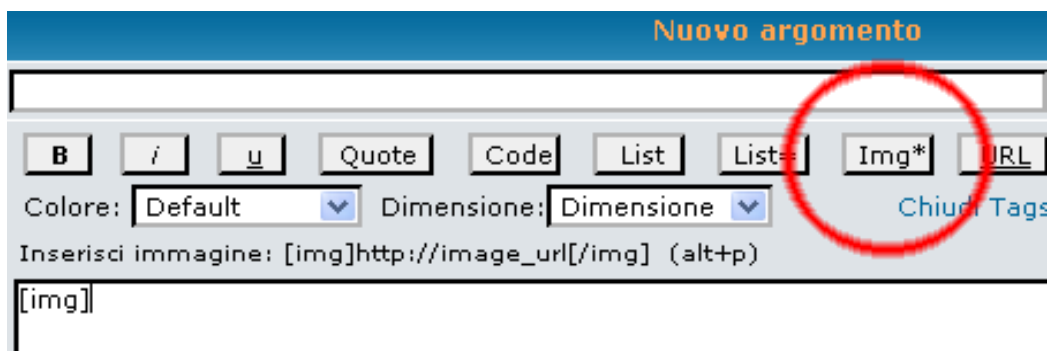 Nuovo argomento
B i u Quote Code List List= Img* URL
Colore: Default Dimensione: Dimensione Chiudi Tags
Inserisci immagine: [img]http://image_url[/img] (alt+p)
[img]